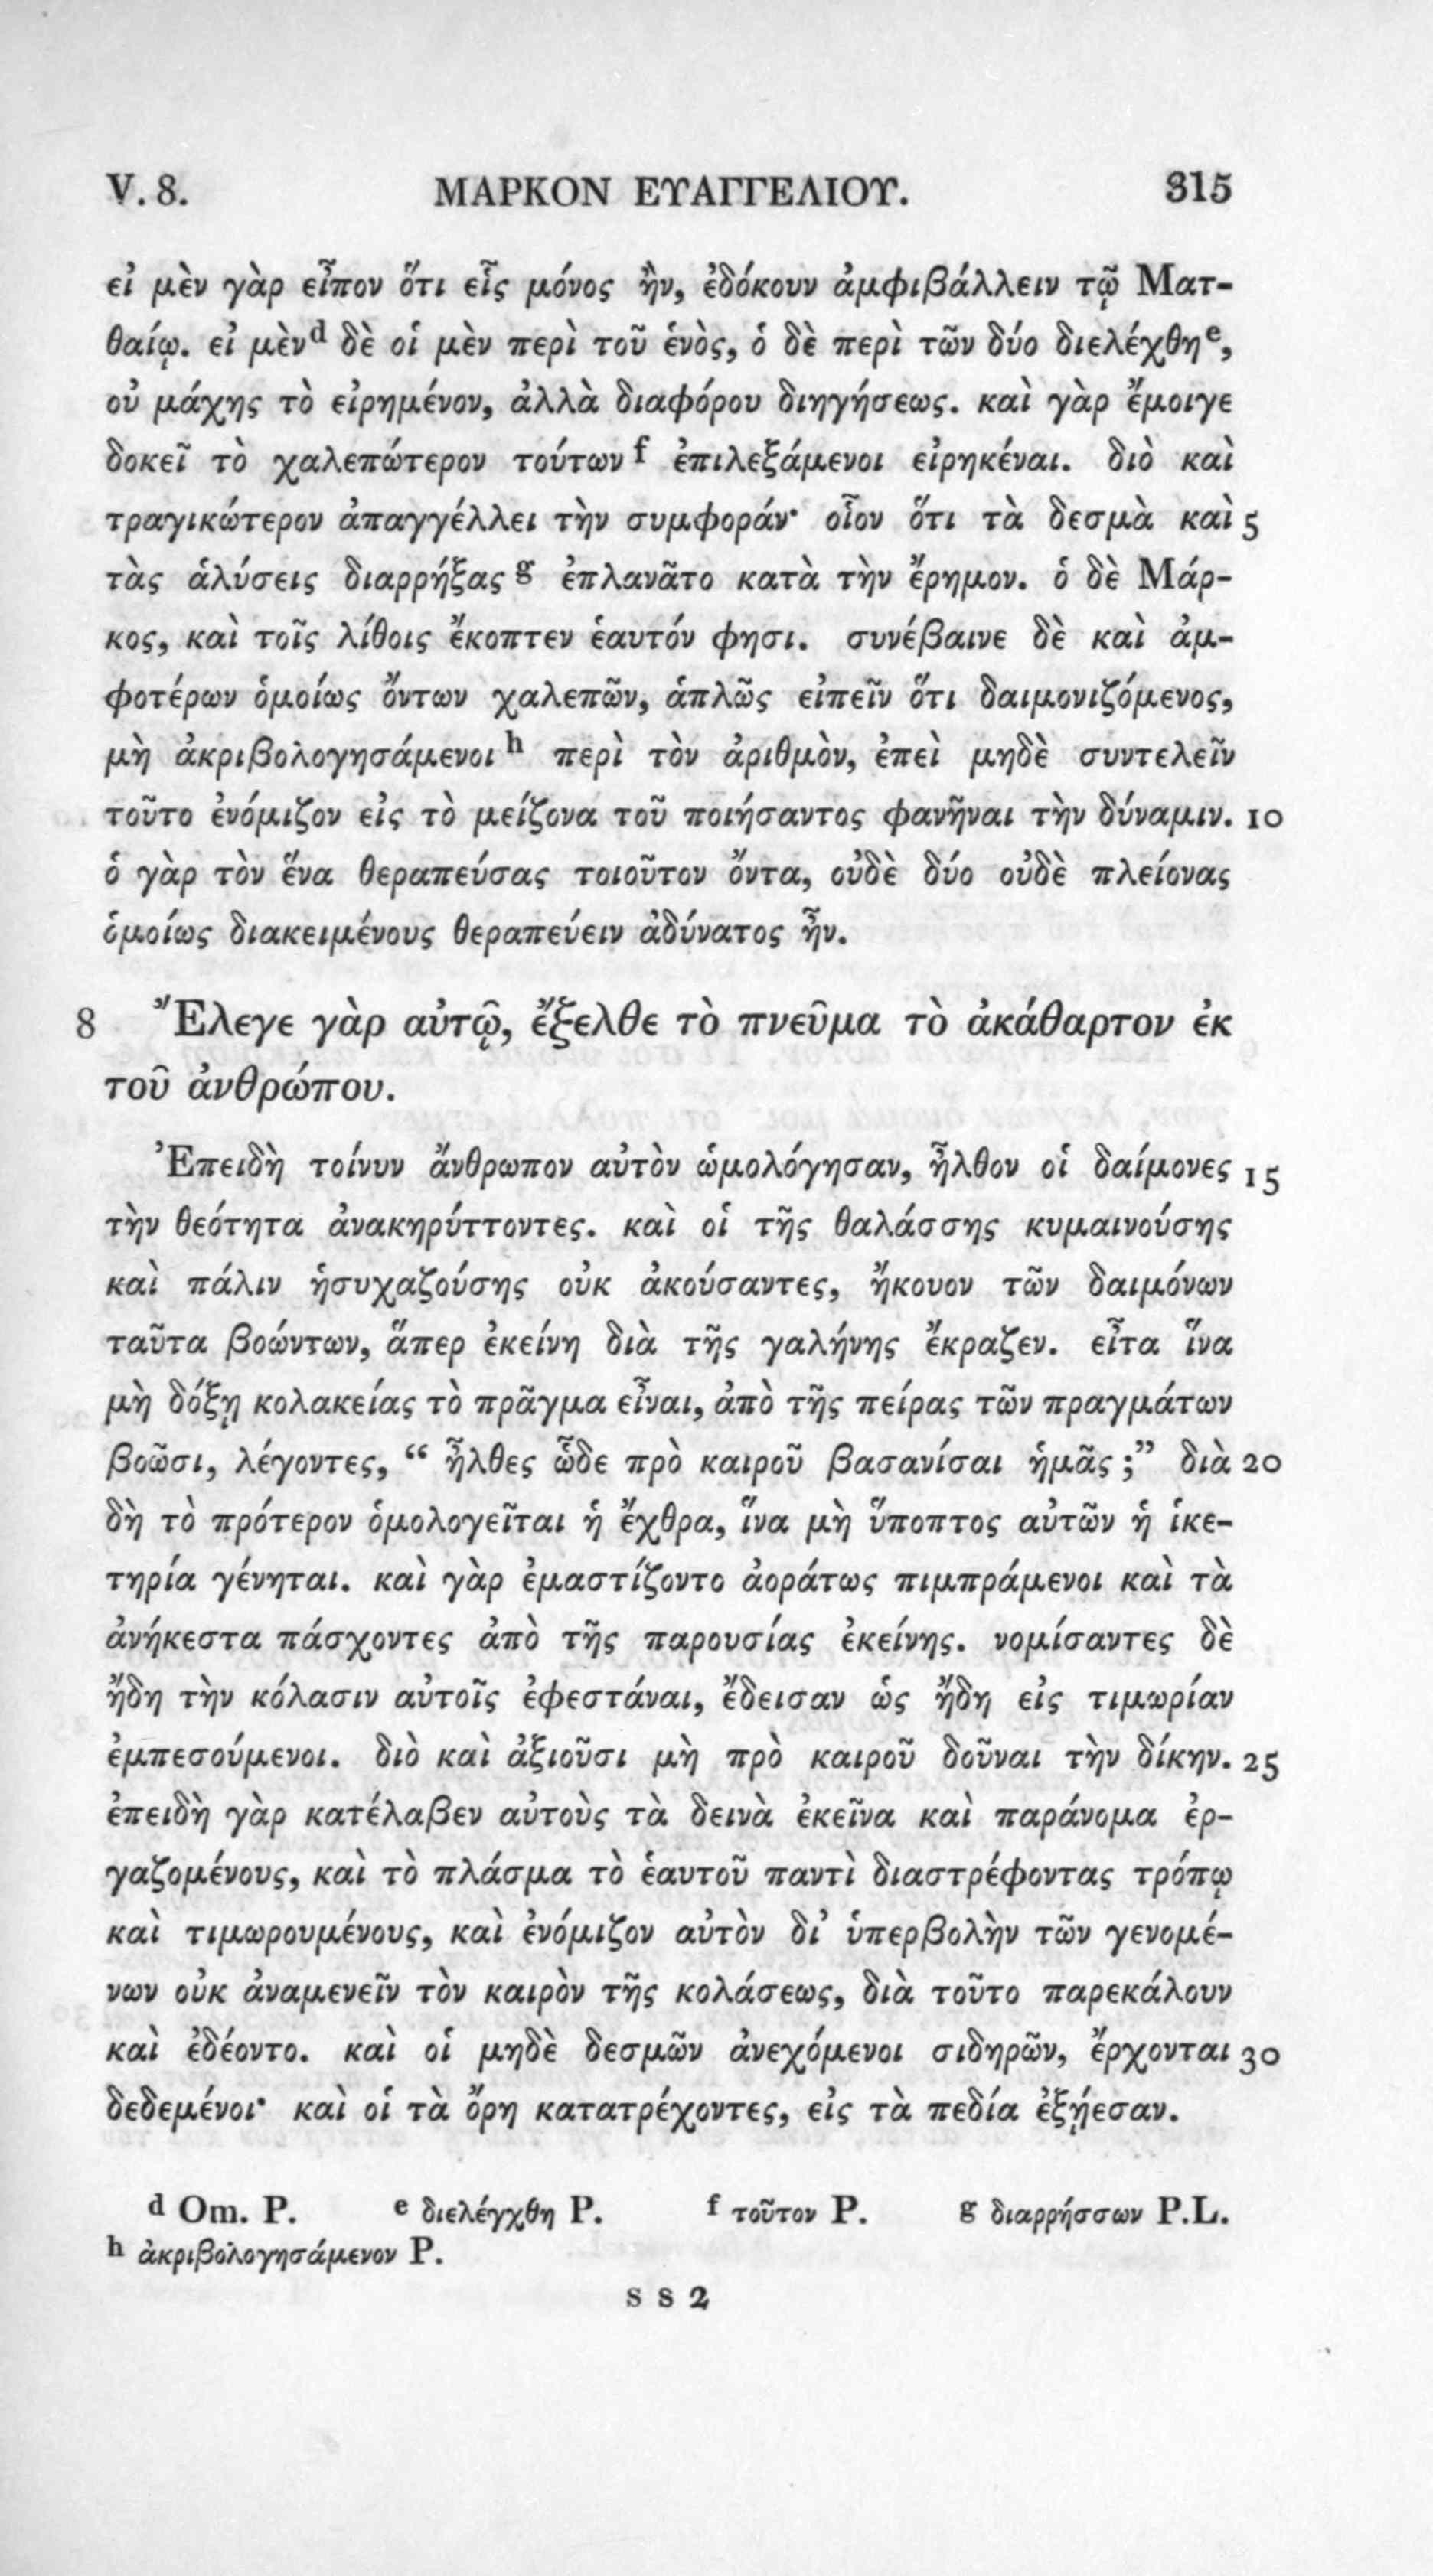 V. 8. ΜΑΡΚΟΝ ΕΥΑΓΓΕΛΙΟΥ. 315
εἰ μὲν γὰρ εἶπον ὅτι εἷς μόνος ἦν, ἐδόκουν ἀμφιβάλλειν τῷ Ματ-
θαίῳ. εἰ μὲν d δὲ οἱ μὲν περὶ τοῦ ἑνὸς, ὁ δὲ περὶ τῶν δύο διελέχθη e,
οὐ μάχης τὸ εἰρημένον, ἀλλὰ διαφόρου διηγήσεως. καὶ γὰρ ἔμοιγε
δοκεῖ τὸ χαλεπώτερον τούτων f ἐπιλεξάμενοι εἰρηκέναι. διὸ καὶ
τραγικώτερον ἀπαγγέλλει τὴν συμφοράν· οἷον ὅτι τὰ δεσμὰ καὶ 5
τὰς ἁλύσεις διαρρήξας g ἐπλανᾶτο κατὰ τὴν ἔρημον. ὁ δὲ Μάρ-
κος, καὶ τοῖς λίθοις ἔκοπτεν ἑαυτόν φησι. συνέβαινε δὲ καὶ ἀμ-
φοτέρων ὁμοίως ὄντων χαλεπῶν, ἁπλῶς εἰπεῖν ὅτι δαιμονιζόμενος,
μὴ ἀκριβολογησάμενοι h περὶ τὸν ἀριθμὸν, ἐπεὶ μηδὲ συντελεῖν
τοῦτο ἐνόμιζον εἰς τὸ μείζονα τοῦ ποιήσαντος φανῆναι τὴν δύναμιν. 10
ὁ γὰρ τὸν ἕνα θεραπεύσας τοιοῦτον ὄντα, οὐδὲ δύο οὐδὲ πλείονας
ὁμοίως διακειμένους θεραπεύειν ἀδύνατος ἦν.
8 Ἔλεγε γὰρ αὐτῷ, ἔξελθε τὸ πνεῦμα τὸ ἀκάθαρτον ἐκ
τοῦ ἀνθρώπου.
Ἐπειδὴ τοίνυν ἄνθρωπον αὐτὸν ὡμολόγησαν, ἦλθον οἱ δαίμονες 15
τὴν θεότητα ἀνακηρύττοντες. καὶ οἱ τῆς θαλάσσης κυμαινούσης
καὶ πάλιν ἡσυχαζούσης οὐκ ἀκούσαντες, ἤκουον τῶν δαιμόνων
ταῦτα βοώντων, ἅπερ ἐκείνη διὰ τῆς γαλήνης ἔκραζεν. εἶτα ἵνα
μὴ δόξῃ κολακείας τὸ πρᾶγμα εἶναι, ἀπὸ τῆς πείρας τῶν πραγμάτων
βοῶσι, λέγοντες, “ ἦλθες ὧδε πρὸ καιροῦ βασανίσαι ἡμᾶς ;” διὰ 20
δὴ τὸ πρότερον ὁμολογεῖται ἡ ἔχθρα, ἵνα μὴ ὕποπτος αὐτῶν ἡ ἱκε-
τηρία γένηται. καὶ γὰρ ἐμαστίζοντο ἀοράτως πιμπράμενοι καὶ τὰ
ἀνήκεστα πάσχοντες ἀπὸ τῆς παρουσίας ἐκείνης. νομίσαντες δὲ
ἤδη τὴν κόλασιν αὐτοῖς ἐφεστάναι, ἔδεισαν ὡς ἤδη εἰς τιμωρίαν
ἐμπεσούμενοι. διὸ καὶ ἀξιοῦσι μὴ πρὸ καιροῦ δοῦναι τὴν δίκην. 25
ἐπειδὴ γὰρ κατέλαβεν αὐτοὺς τὰ δεινὰ ἐκεῖνα καὶ παράνομα ἐρ-
γαζομένους, καὶ τὸ πλάσμα τὸ ἑαυτοῦ παντὶ διαστρέφοντας τρόπῳ
καὶ τιμωρουμένους, καὶ ἐνόμιζον αὐτὸν δι’ ὑπερβολὴν τῶν γενομέ-
νων οὐκ ἀναμενεῖν τὸν καιρὸν τῆς κολάσεως, διὰ τοῦτο παρεκάλουν
καὶ ἐδέοντο. καὶ οἱ μηδὲ δεσμῶν ἀνεχόμενοι σιδηρῶν, ἔρχονται 30
δεδεμένοι· καὶ οἱ τὰ ὄρη κατατρέχοντες, εἰς τὰ πεδία ἐξῄεσαν.
d Om. P. e διελέγχθη P. f τοῦτον P. g διαρρήσσων P.L.
h ἀκριβολογησάμενον P.
s s 2